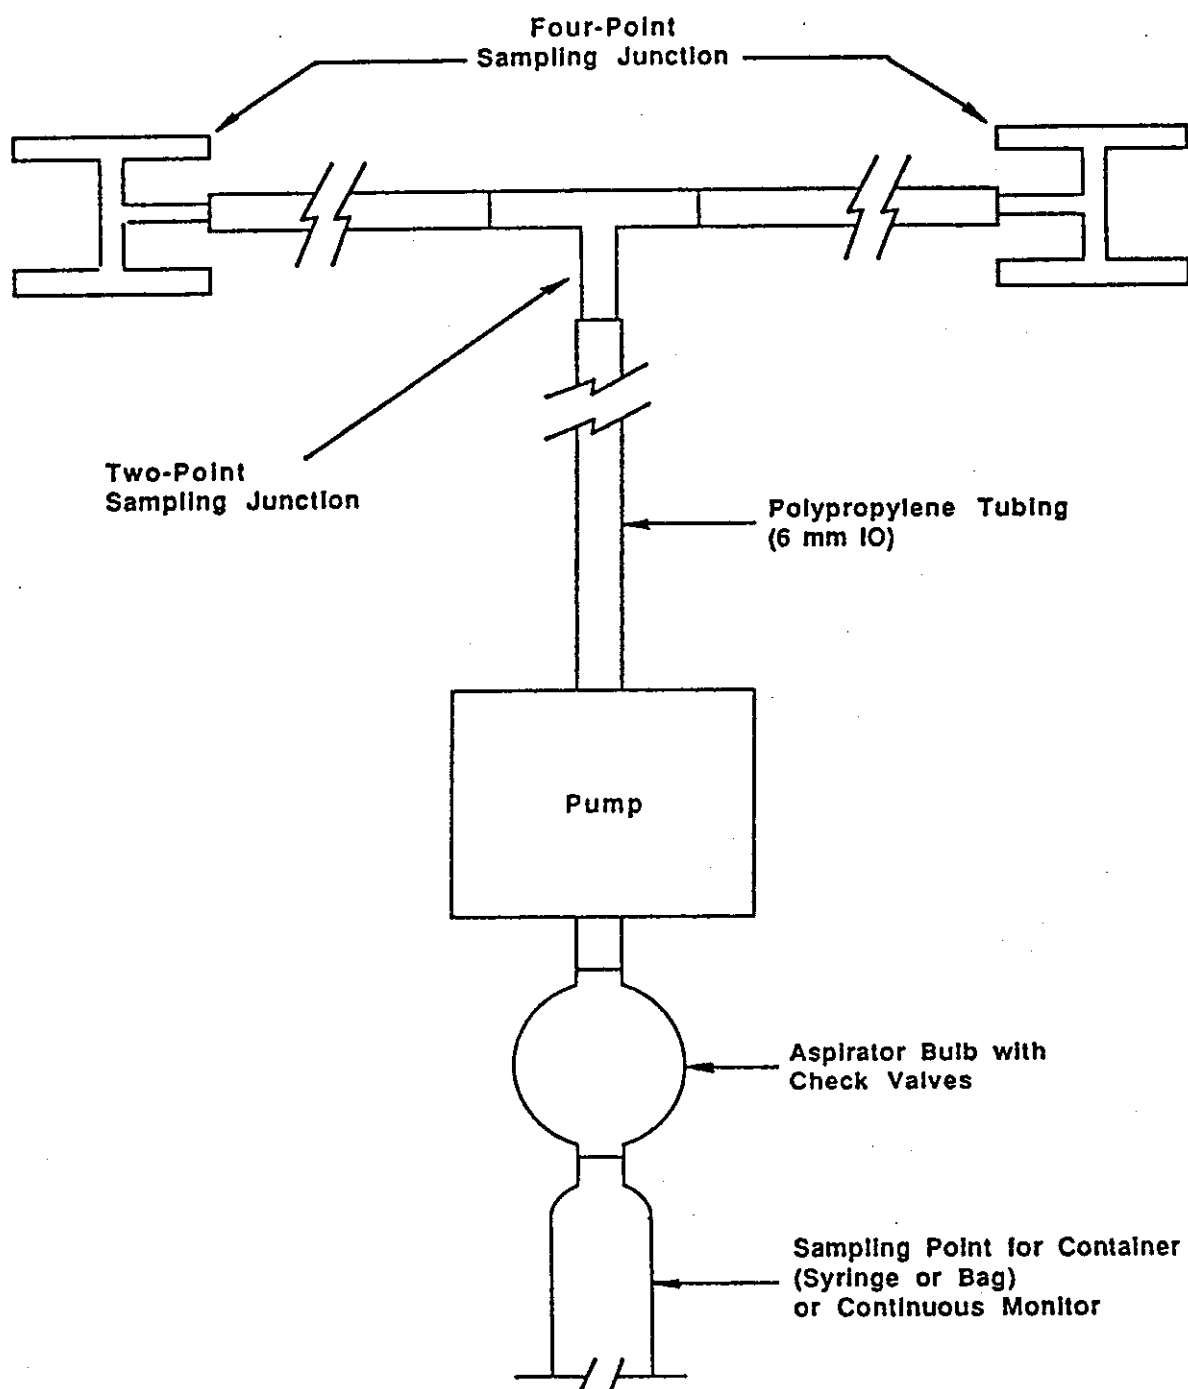 Four-Point
Sampling Junction
Two-Point
Sampling Junction
Polypropylene Tubing
(6 mm IO)
Pump
Aspirator Bulb with
Check Valves
Sampling Point for Container
(Syringe or Bag)
or Continuous Monitor